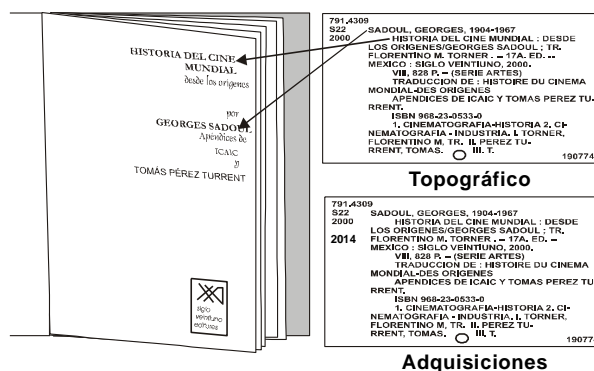 HISTORIA DEL CINE
MUNDIAL
desde los orígenes
por
GEORGES SADOUL
Apéndices de
ICAIC
y
TOMÁS PÉREZ TURRENT
siglo
veintiuno
editores
791.4309
S22 SADOUL, GEORGES, 1904-1967
2000 HISTORIA DEL CINE MUNDIAL : DESDE
LOS ORIGENES/GEORGES SADOUL ; TR.
FLORENTINO M. TORNER . – 17A. ED. --
MEXICO : SIGLO VEINTIUNO, 2000.
VIII, 828 P. – (SERIE ARTES)
TRADUCCION DE : HISTOIRE DU CINEMA
MONDIAL-DES ORIGENES
APENDICES DE ICAIC Y TOMAS PEREZ TU-
RRENT.
ISBN 968-23-0533-0
1. CINEMATOGRAFIA-HISTORIA 2. CI-
NEMATOGRAFIA - INDUSTRIA. I. TORNER,
FLORENTINO M, TR. II. PEREZ TU-
RRENT, TOMAS. III. T.
190774
Topográfico
791.4309
S22 SADOUL, GEORGES, 1904-1967
2000 HISTORIA DEL CINE MUNDIAL : DESDE
LOS ORIGENES/GEORGES SADOUL ; TR.
2014 FLORENTINO M. TORNER . – 17A. ED. –
MEXICO : SIGLO VEINTIUNO, 2000.
VIII, 828 P. – (SERIE ARTES)
TRADUCCION DE : HISTOIRE DU CINEMA
MONDIAL-DES ORIGENES
APENDICES DE ICAIC Y TOMAS PEREZ TU
RRENT.
ISBN 968-23-0533-0
1. CINEMATOGRAFIA-HISTORIA 2. CI-
NEMATOGRAFIA - INDUSTRIA. I. TORNER,
FLORENTINO M, TR. II. PEREZ TU-
RRENT, TOMAS. III. T.
19077
Adquisiciones